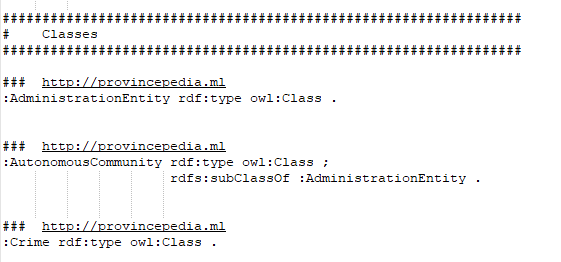 #################################################################
#    Classes
#################################################################
###  http://provincepedia.ml
:AdministrationEntity rdf:type owl:Class .
###  http://provincepedia.ml
:AutonomousCommunity rdf:type owl:Class ;
                     rdfs:subClassOf :AdministrationEntity .
###  http://provincepedia.ml
:Crime rdf:type owl:Class .